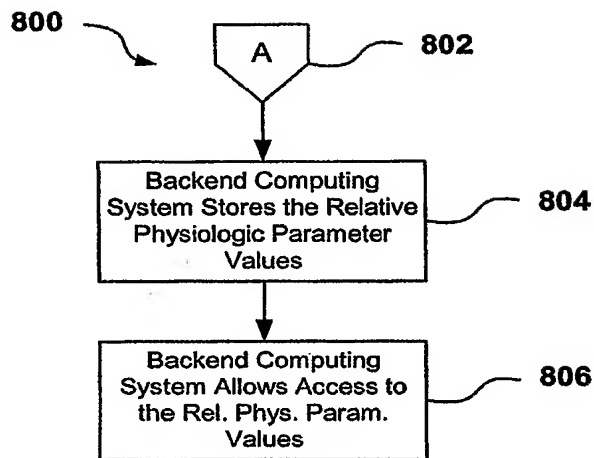 800
A
802
Backend Computing
System Stores the Relative
Physiologic Parameter
Values
804
Backend Computing
System Allows Access to
the Rel. Phys. Param.
Values
806